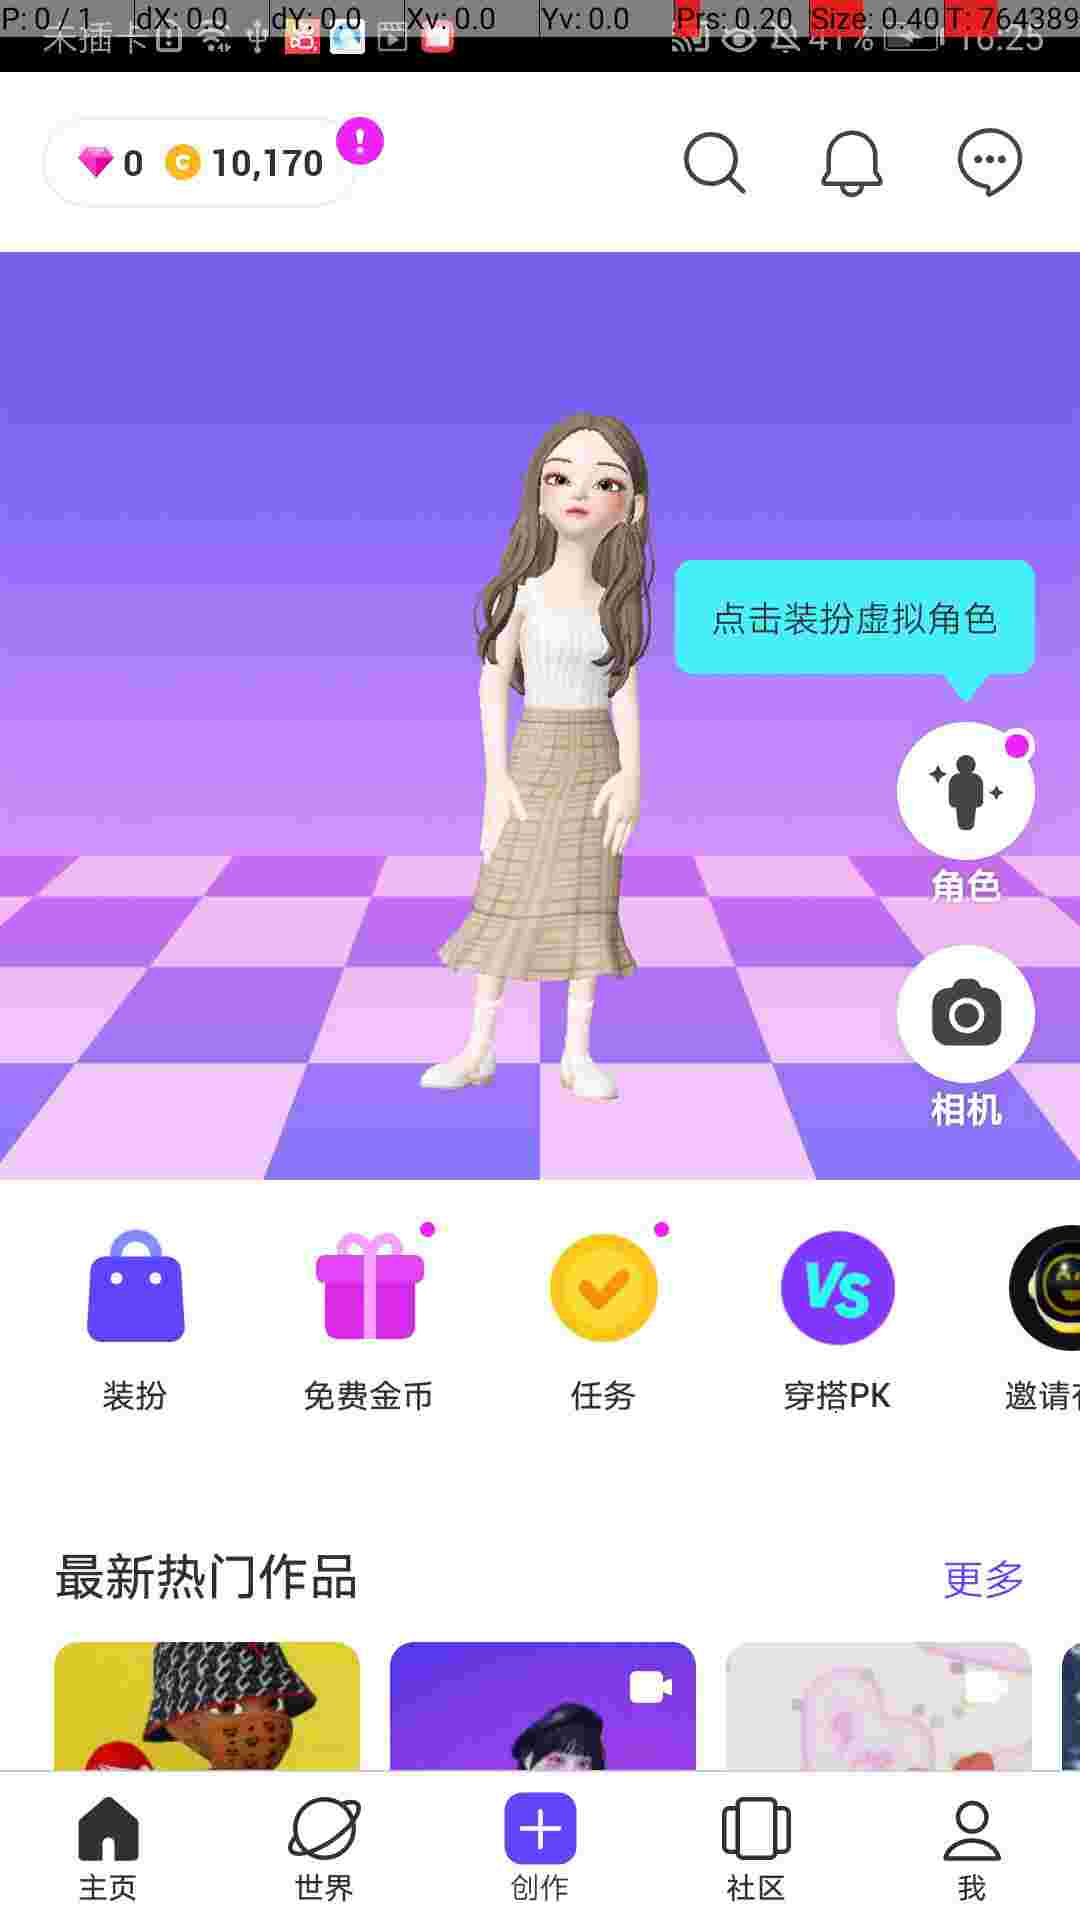 P: 0 / 1 dX: 0.0 dY: 0.0 Xv: 0.0 Yv: 0.0 Prs: 0.20 Size: 0.40 T: 764389
未插卡 41% 16:25
0 C 10,170 !
点击装扮虚拟角色
角色
相机
VS
装扮 免费金币 任务 穿搭PK 邀请
最新热门作品 更多
主页 世界 创作 社区 我